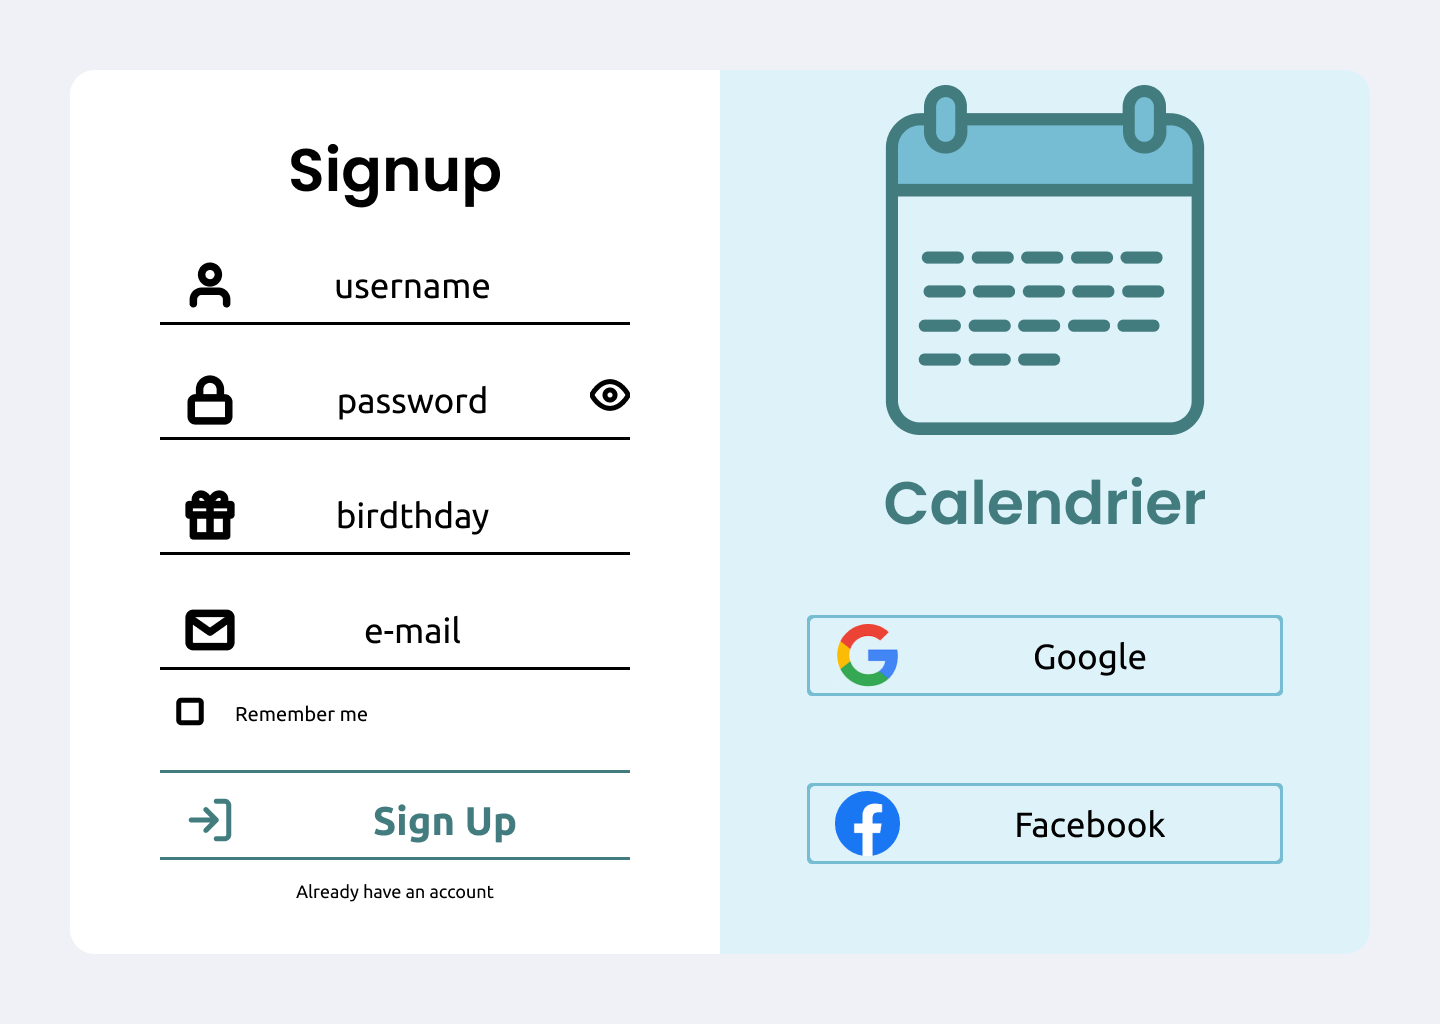 Signup
username
password
birdthday
e-mail
Remember me
Sign Up
Already have an account
Calendrier
Google
Facebook